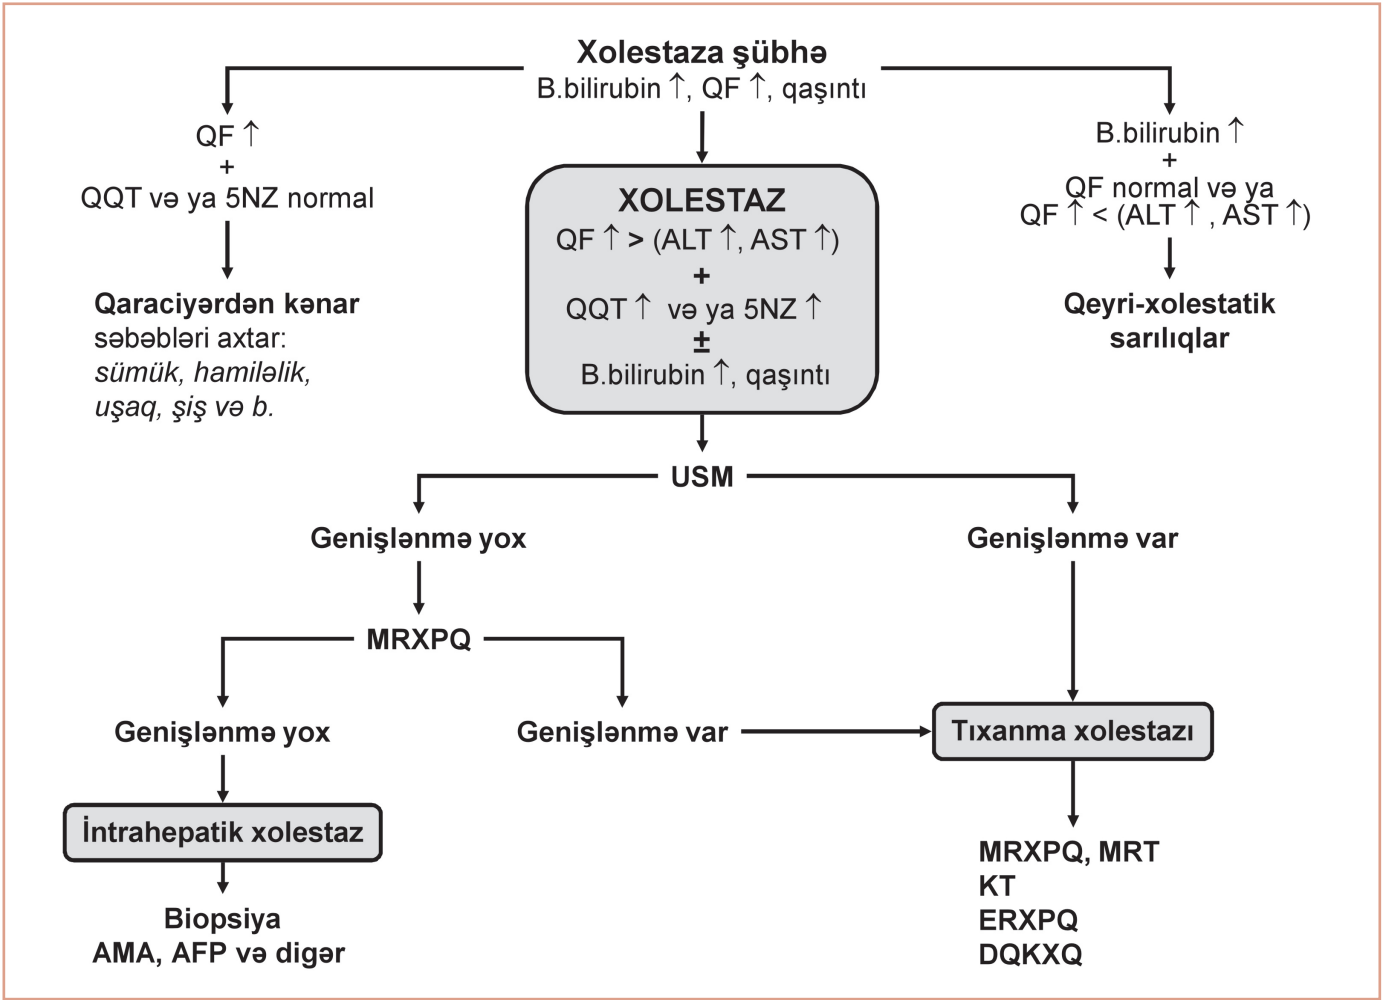 Xolestaza şübhə
B.bilirubin ↑, QF ↑, qaşıntı
QF ↑
+
QQT və ya 5NZ normal
Qaraciyərdən kənar
səbəbləri axtar:
sümük, hamiləlik,
uşaq, şiş və b.
XOLESTAZ
QF ↑ > (ALT ↑, AST ↑)
+
QQT ↑ və ya 5NZ ↑
±
B.bilirubin ↑, qaşıntı
B.bilirubin ↑
+
QF normal və ya
QF ↑ < (ALT ↑ , AST ↑)
Qeyri-xolestatik
sarılıqlar
USM
Genişlənmə yox
Genişlənmə var
MRXPQ
Genişlənmə yox
Genişlənmə var
Tıxanma xolestazı
İntrahepatik xolestaz
Biopsiya
AMA, AFP və digər
MRXPQ, MRT
KT
ERXPQ
DQKXQ